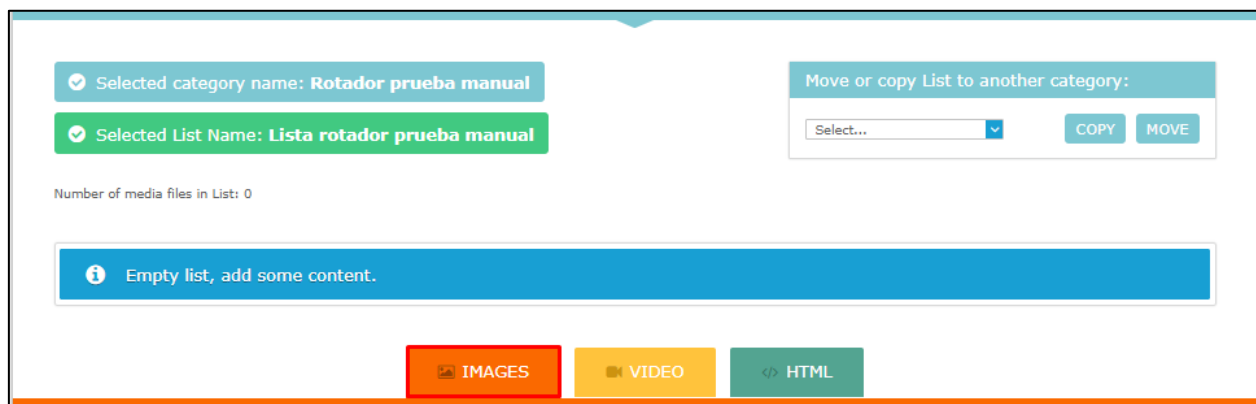 Selected category name: Rotador prueba manual
Selected List Name: Lista rotador prueba manual
Move or copy List to another category:
Select...
COPY
MOVE
Number of media files in List: 0
Empty list, add some content.
IMAGES
VIDEO
</> HTML